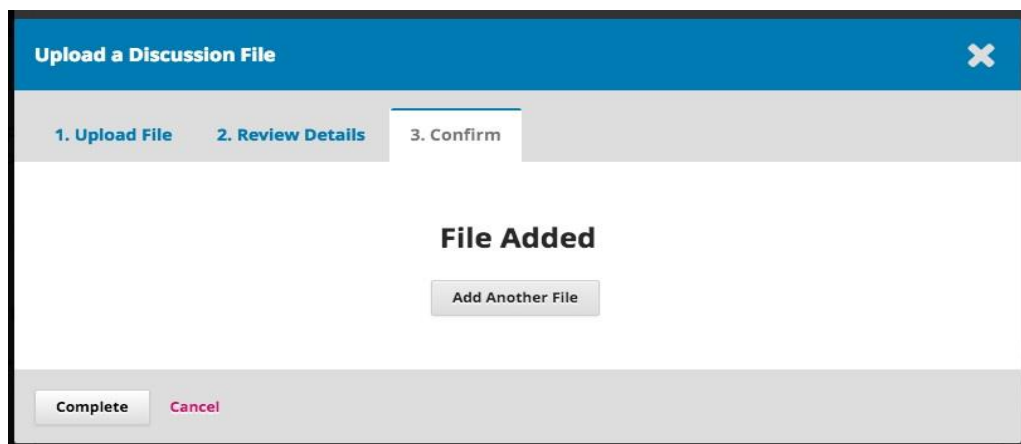 Upload a Discussion File
1. Upload File 2. Review Details 3. Confirm
File Added
Add Another File
Complete Cancel